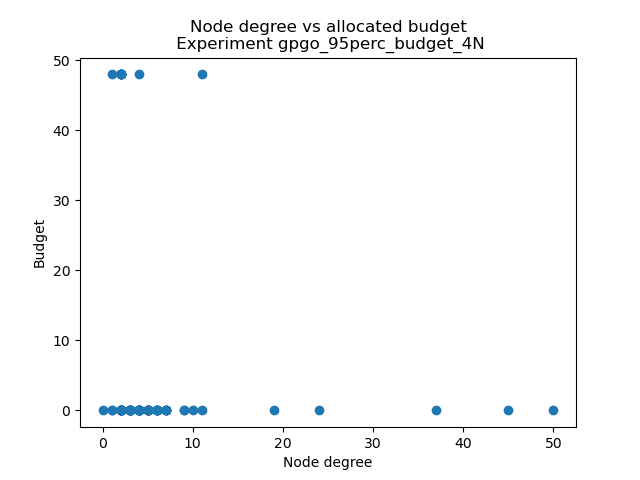 Node degree vs allocated budget
Experiment gpgo_95perc_budget_4N
50
40
30
20
10
0
Budget
0 10 20 30 40 50
Node degree